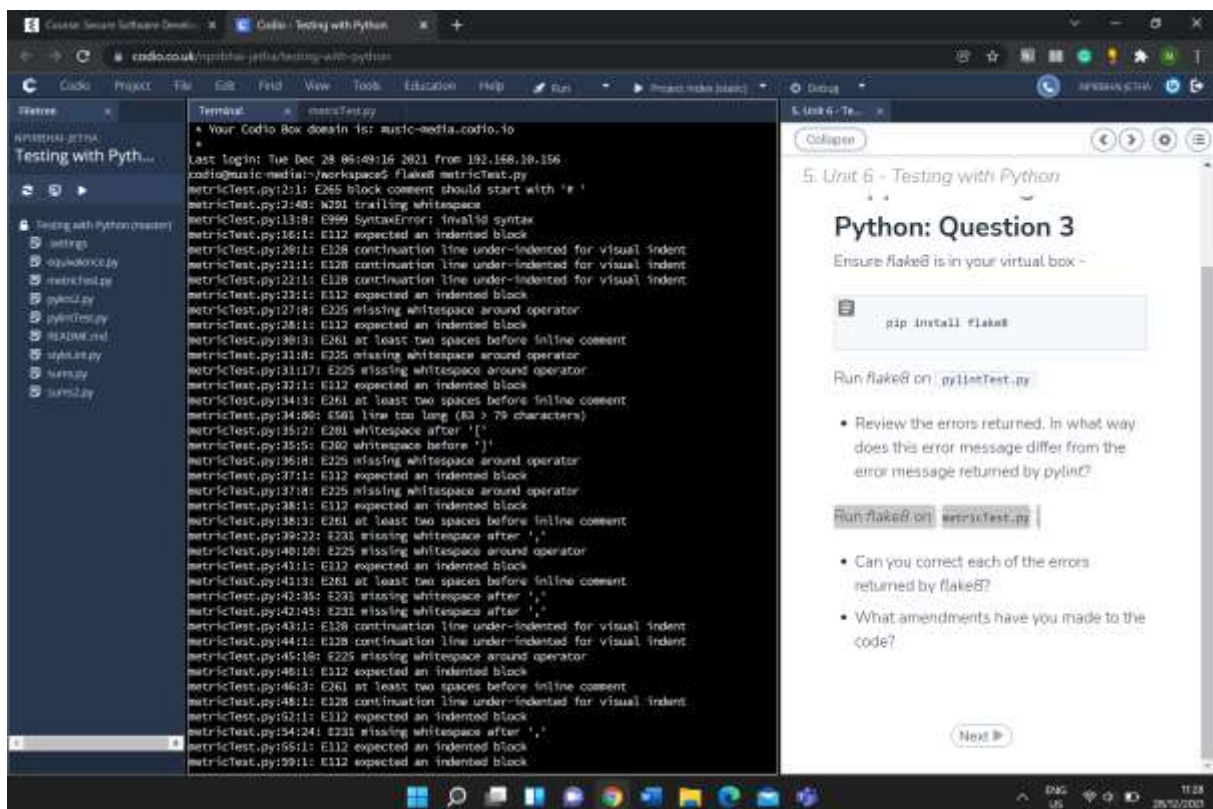 Course: Secure Software Develo...
Codio - Testing with Python
codio.co.uk/npribhai-jetha/testing-with-python
Codio Project File Edit Find View Tools Education Help Run Project Index (static) Debug
Filetree
Terminal
metricTest.py
5. Unit 6 - Te...
Testing with Pyth...
Testing with Python (master)
.settings
equivalence.py
metricTest.py
pylint2.py
pylintTest.py
README.md
styleLint.py
sums.py
sums2.py
* Your Codio Box domain is: music-media.codio.io
*
Last login: Tue Dec 28 06:49:16 2021 from 192.168.10.156
codio@music-media:~/workspace$ flake8 metricTest.py
metricTest.py:2:1: E265 block comment should start with '# '
metricTest.py:2:48: W291 trailing whitespace
metricTest.py:13:8: E999 SyntaxError: invalid syntax
metricTest.py:16:1: E112 expected an indented block
metricTest.py:20:1: E128 continuation line under-indented for visual indent
metricTest.py:21:1: E128 continuation line under-indented for visual indent
metricTest.py:22:1: E128 continuation line under-indented for visual indent
metricTest.py:23:1: E112 expected an indented block
metricTest.py:27:8: E225 missing whitespace around operator
metricTest.py:28:1: E112 expected an indented block
metricTest.py:30:3: E261 at least two spaces before inline comment
metricTest.py:31:8: E225 missing whitespace around operator
metricTest.py:31:17: E225 missing whitespace around operator
metricTest.py:32:1: E112 expected an indented block
metricTest.py:34:3: E261 at least two spaces before inline comment
metricTest.py:34:80: E501 line too long (83 > 79 characters)
metricTest.py:35:2: E201 whitespace after '['
metricTest.py:35:5: E202 whitespace before ']'
metricTest.py:36:8: E225 missing whitespace around operator
metricTest.py:37:1: E112 expected an indented block
metricTest.py:37:8: E225 missing whitespace around operator
metricTest.py:38:1: E112 expected an indented block
metricTest.py:38:3: E261 at least two spaces before inline comment
metricTest.py:39:22: E231 missing whitespace after ','
metricTest.py:40:10: E225 missing whitespace around operator
metricTest.py:41:1: E112 expected an indented block
metricTest.py:41:3: E261 at least two spaces before inline comment
metricTest.py:42:35: E231 missing whitespace after ','
metricTest.py:42:45: E231 missing whitespace after ','
metricTest.py:43:1: E128 continuation line under-indented for visual indent
metricTest.py:44:1: E128 continuation line under-indented for visual indent
metricTest.py:45:10: E225 missing whitespace around operator
metricTest.py:46:1: E112 expected an indented block
metricTest.py:46:3: E261 at least two spaces before inline comment
metricTest.py:48:1: E128 continuation line under-indented for visual indent
metricTest.py:52:1: E112 expected an indented block
metricTest.py:54:24: E231 missing whitespace after ','
metricTest.py:55:1: E112 expected an indented block
metricTest.py:59:1: E112 expected an indented block
Collapse
5. Unit 6 - Testing with Python
Python: Question 3
Ensure flake8 is in your virtual box -
pip install flake8
Run flake8 on pylintTest.py
• Review the errors returned. In what way
does this error message differ from the
error message returned by pylint?
Run flake8 on metricTest.py
• Can you correct each of the errors
returned by flake8?
• What amendments have you made to the
code?
Next
ENG
US
11:28
28/12/2021